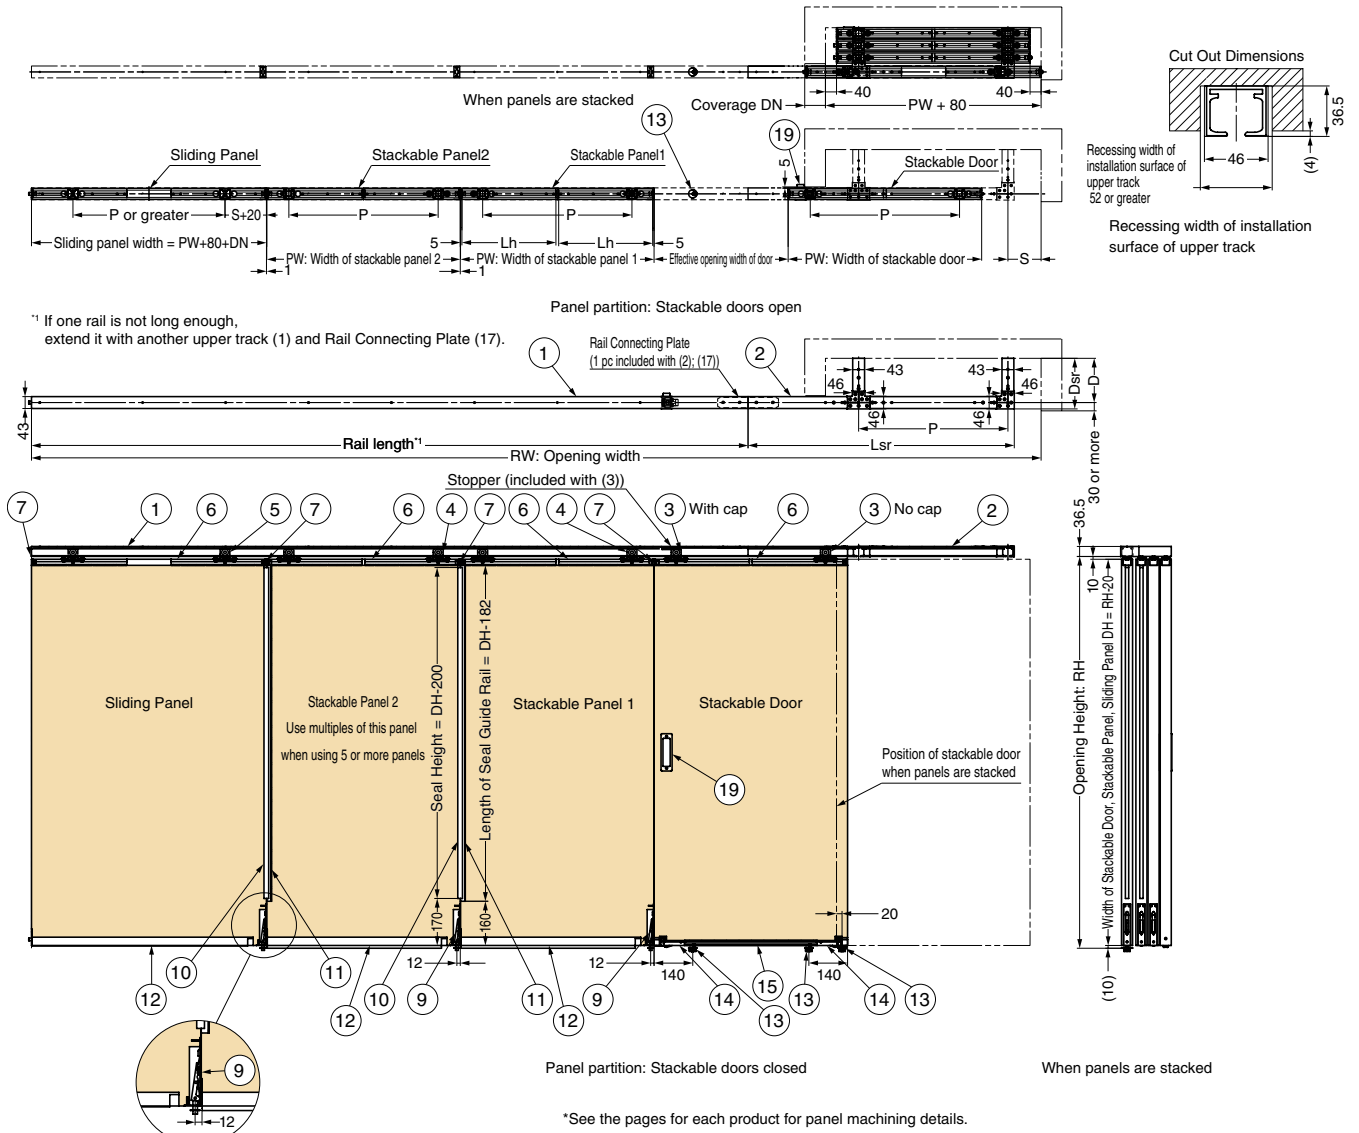 Cut Out Dimensions
When panels are stacked
Coverage DN
40
PW + 80
40
36.5
(4)
46
Recessing width of
installation surface of
upper track
52 or greater
Recessing width of installation
surface of upper track
13
19
Sliding Panel
Stackable Panel2
Stackable Panel1
5
Stackable Door
P or greater
S+20
P
P
P
Sliding panel width = PW+80+DN
5
Lh
Lh
5
PW: Width of stackable panel 2
PW: Width of stackable panel 1
Effective opening width of door
PW: Width of stackable door
S
1
1
Panel partition: Stackable doors open
*1 If one rail is not long enough,
extend it with another upper track (1) and Rail Connecting Plate (17).
1
Rail Connecting Plate
(1 pc included with (2); (17))
2
43
43
46
46
46
46
Dsr
D
30 or more
43
P
Rail length*1
Lsr
RW: Opening width
Stopper (included with (3))
7
1
6
5
7
6
4
7
6
4
7
3
With cap
6
3
No cap
2
36.5
10
Sliding Panel
Stackable Panel 2
Use multiples of this panel
when using 5 or more panels
Seal Height = DH-200
Length of Seal Guide Rail = DH-182
Stackable Panel 1
Stackable Door
19
Position of stackable door
when panels are stacked
Opening Height: RH
Width of Stackable Door, Stackable Panel, Sliding Panel DH = RH-20
170
160
20
(10)
12
12
140
140
12
10
11
12
10
9
11
12
9
14
13
15
13
14
13
9
12
Panel partition: Stackable doors closed
When panels are stacked
*See the pages for each product for panel machining details.